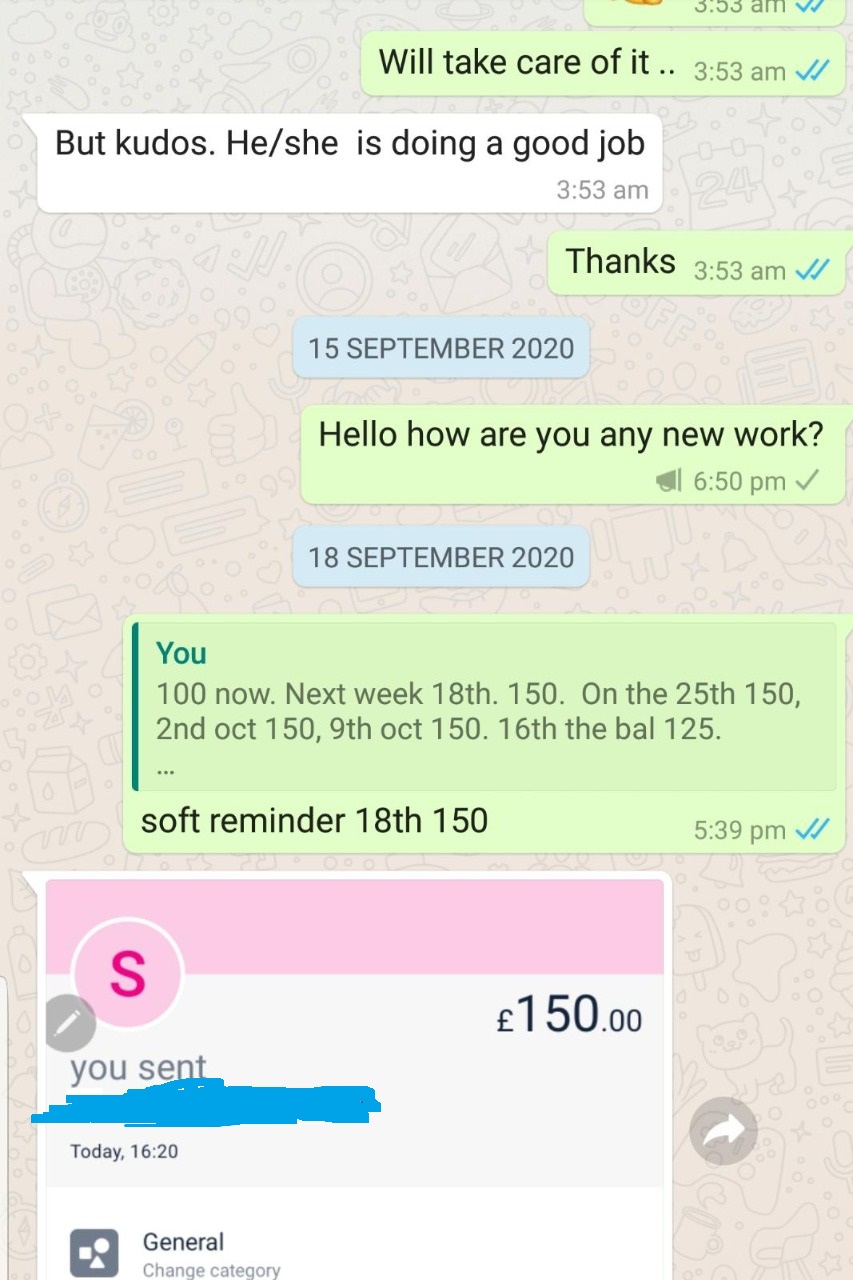 3:53 am
Will take care of it .. 3:53 am
But kudos. He/she is doing a good job
3:53 am
Thanks 3:53 am
15 SEPTEMBER 2020
Hello how are you any new work?
6:50 pm
18 SEPTEMBER 2020
You
100 now. Next week 18th. 150. On the 25th 150,
2nd oct 150, 9th oct 150. 16th the bal 125.
...
soft reminder 18th 150 5:39 pm
S
£150.00
you sent
Today, 16:20
General
Change category